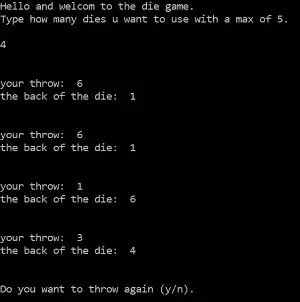 Hello and welcom to the die game.
Type how many dies u want to use with a max of 5.
4
your throw:  6
the back of the die:  1
your throw:  6
the back of the die:  1
your throw:  1
the back of the die:  6
your throw:  3
the back of the die:  4
Do you want to throw again (y/n).